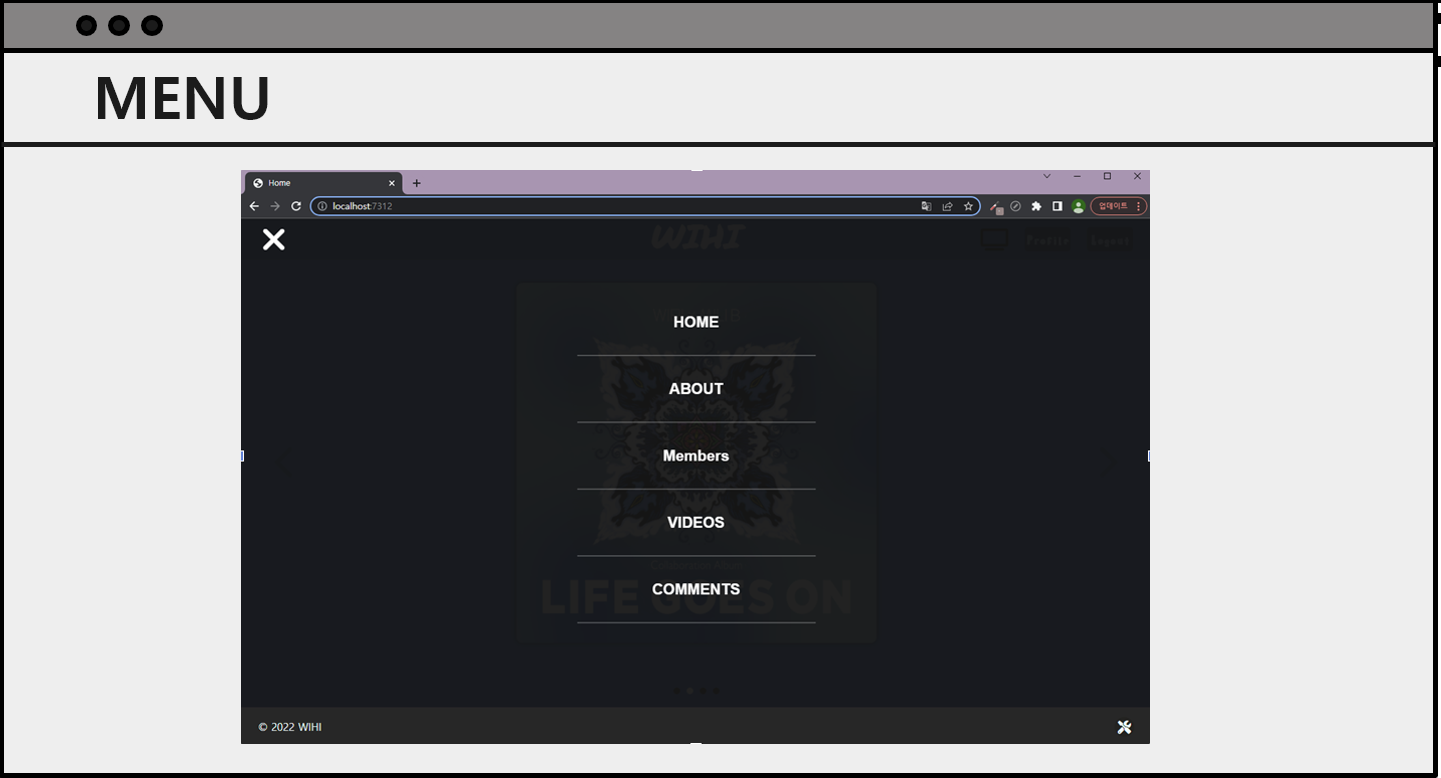 MENU
Home
localhost:7312
업데이트
WIHI
Profile
Logout
HOME
ABOUT
Members
VIDEOS
COMMENTS
LIFE GOES ON
© 2022 WIHI